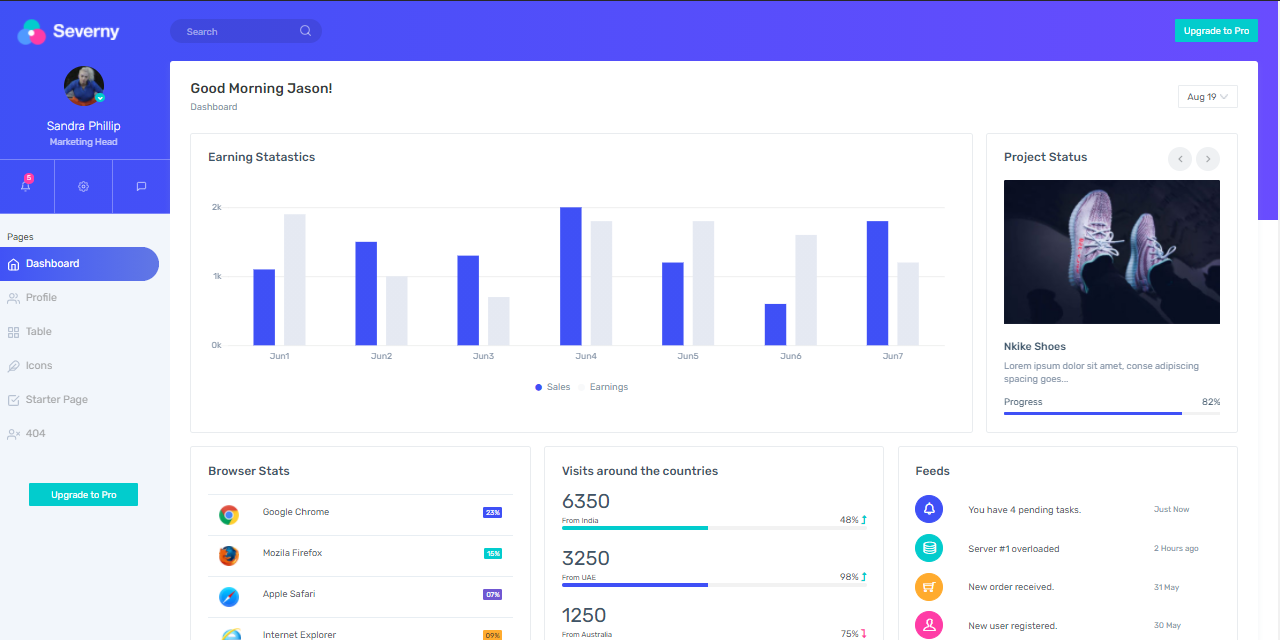 Severny
Search
Upgrade to Pro
Sandra Phillip
Marketing Head
5
Pages
Dashboard
Profile
Table
Icons
Starter Page
404
Upgrade to Pro
Good Morning Jason!
Dashboard
Aug 19
Earning Statastics
2k
1k
0k
Jun1 Jun2 Jun3 Jun4 Jun5 Jun6 Jun7
Sales Earnings
Project Status
Nkike Shoes
Lorem ipsum dolor sit amet, conse adipiscing
spacing goes...
Progress 82%
Browser Stats
Google Chrome 23%
Mozila Firefox 15%
Apple Safari 07%
Internet Explorer 09%
Visits around the countries
6350
From India 48%
3250
From UAE 98%
1250
From Australia 75%
Feeds
You have 4 pending tasks. Just Now
Server #1 overloaded 2 Hours ago
New order received. 31 May
New user registered. 30 May